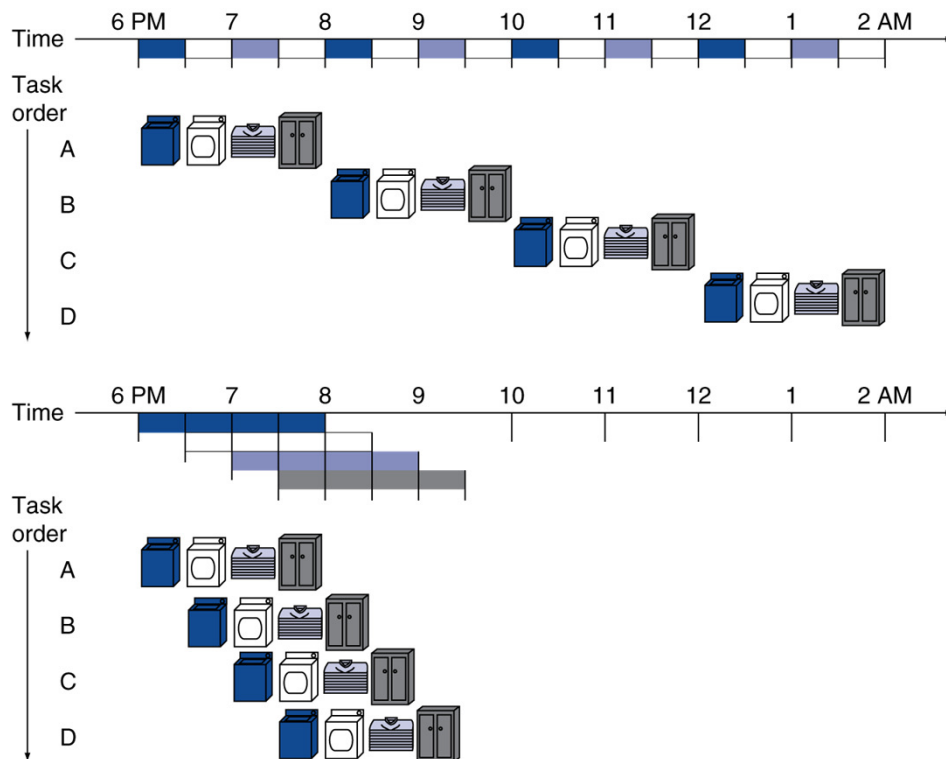 6 PM 7 8 9 10 11 12 1 2 AM
Time
Task
order
A
B
C
D
6 PM 7 8 9 10 11 12 1 2 AM
Time
Task
order
A
B
C
D